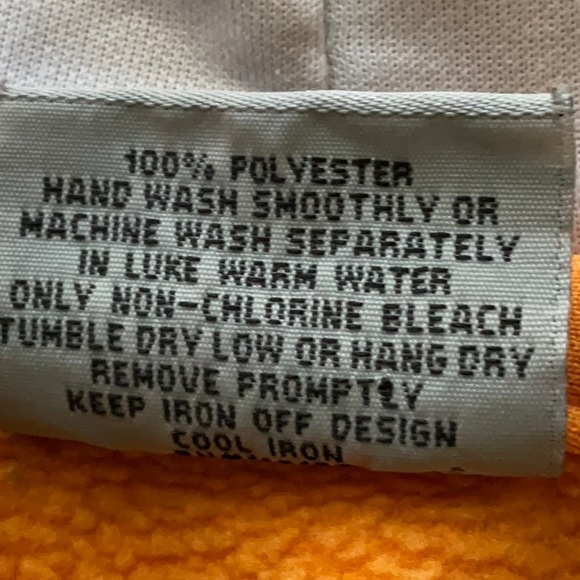 100% POLYESTER
HAND WASH SMOOTHLY OR
MACHINE WASH SEPARATELY
IN LUKE WARM WATER
ONLY NON-CHLORINE BLEACH
TUMBLE DRY LOW OR HANG DRY
REMOVE PROMPTLY
KEEP IRON OFF DESIGN
COOL IRON